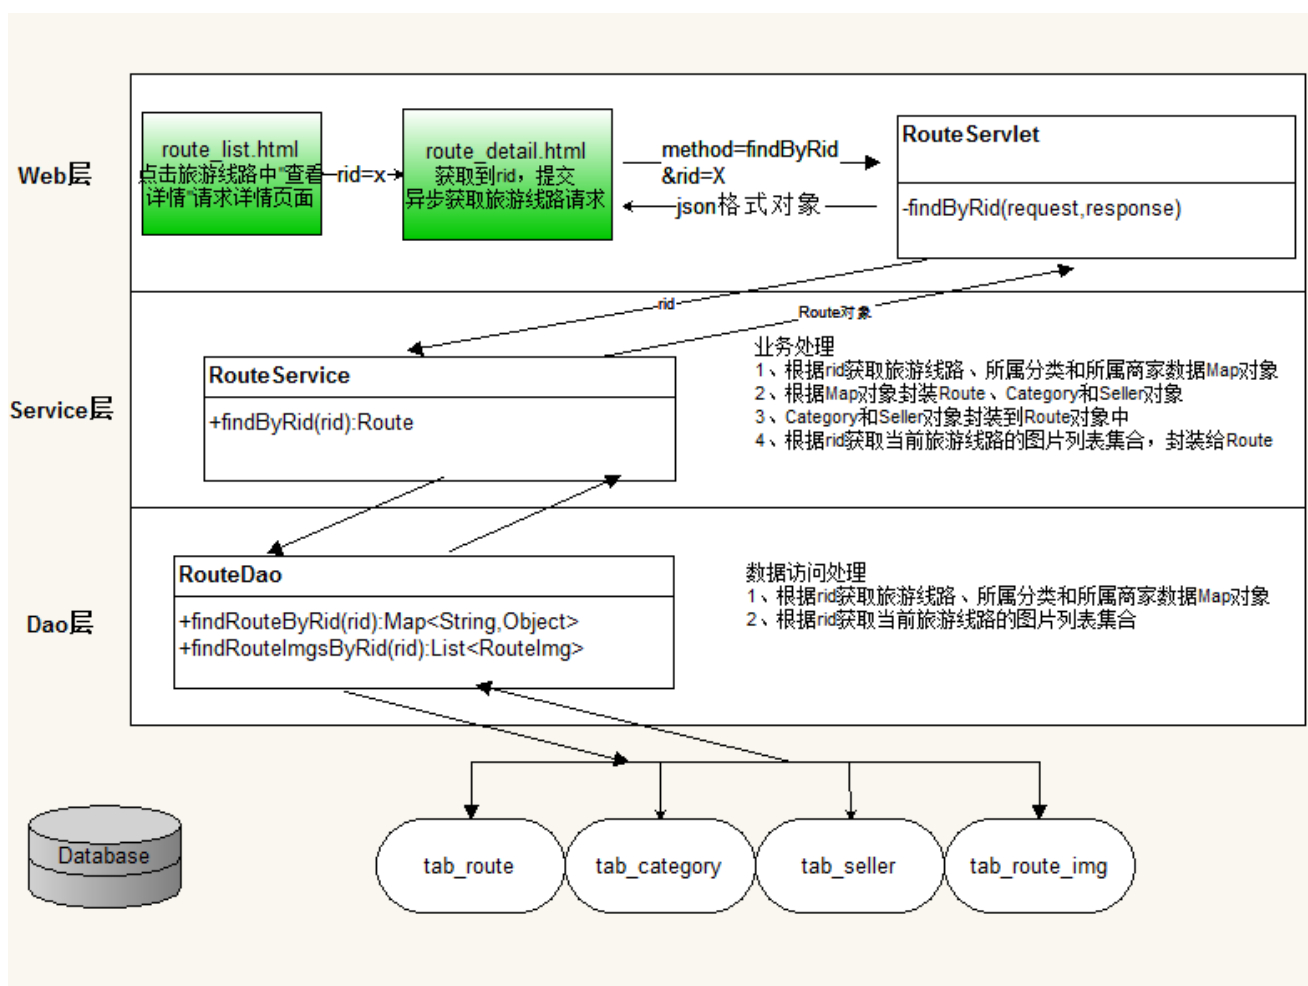 Web层
route_list.html
点击旅游线路中"查看
详情"请求详情页面
rid=x
route_detail.html
获取到rid，提交
异步获取旅游线路请求
method=findByRid
&rid=X
json格式对象
RouteServlet
-findByRid(request,response)
rid
Route对象
Service层
RouteService
+findByRid(rid):Route
业务处理
1、根据rid获取旅游线路、所属分类和所属商家数据Map对象
2、根据Map对象封装Route、Category和Seller对象
3、Category和Seller对象封装到Route对象中
4、根据rid获取当前旅游线路的图片列表集合，封装给Route
Dao层
RouteDao
+findRouteByRid(rid):Map<String,Object>
+findRouteImgsByRid(rid):List<RouteImg>
数据访问处理
1、根据rid获取旅游线路、所属分类和所属商家数据Map对象
2、根据rid获取当前旅游线路的图片列表集合
Database
tab_route
tab_category
tab_seller
tab_route_img